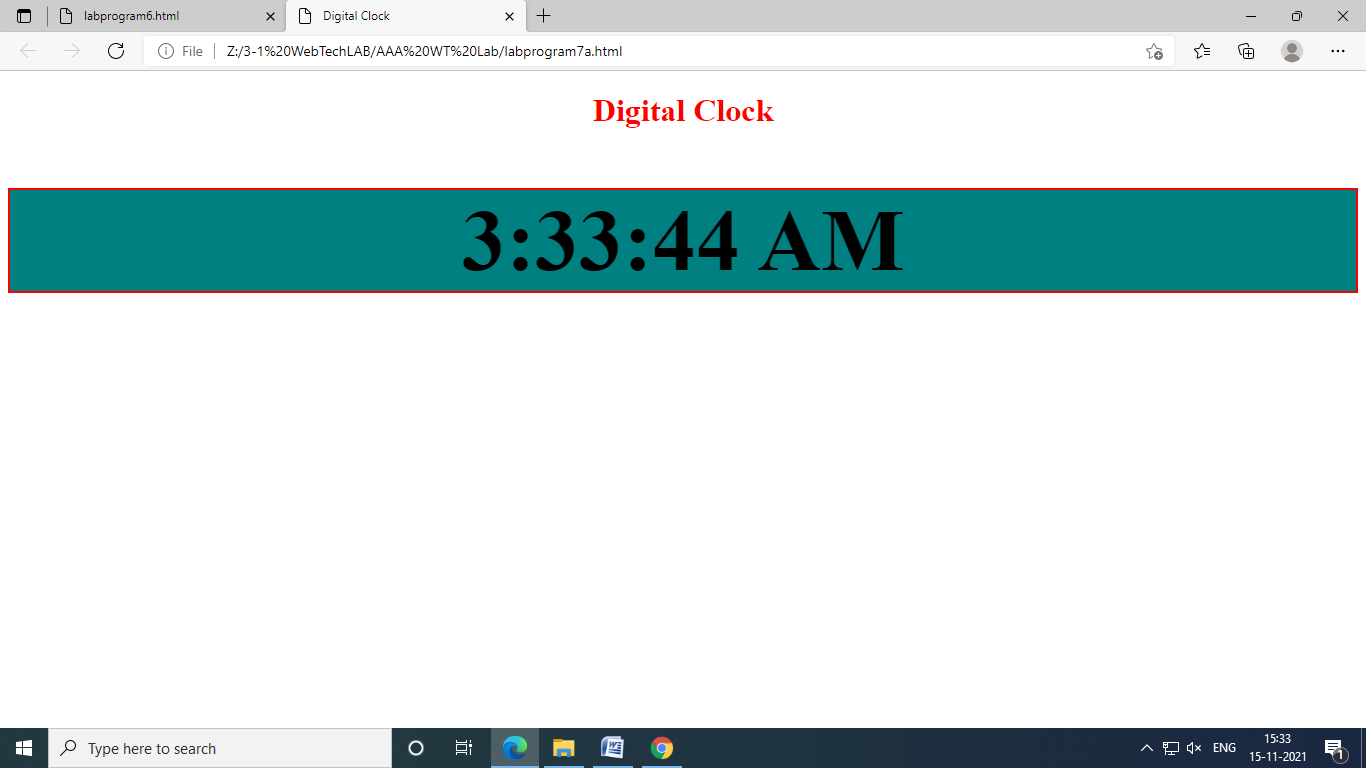 labprogram6.html
Digital Clock
File
Z:/3-1%20WebTechLAB/AAA%20WT%20Lab/labprogram7a.html
Digital Clock
3:33:44 AM
Type here to search
ENG
15:33
15-11-2021
1